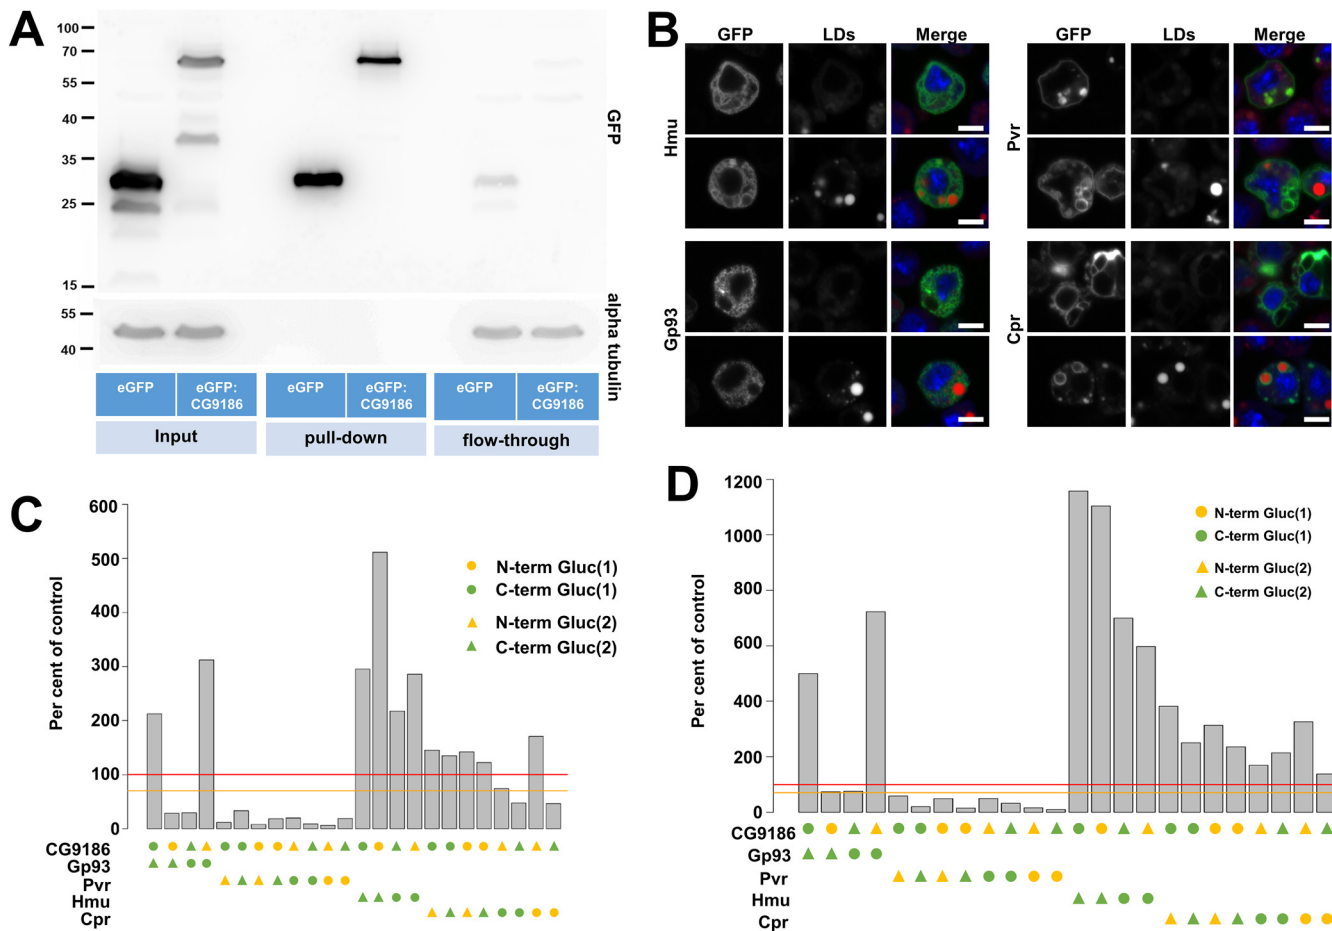 A
100
70
55
40
35
25
15
GFP
55
40
alpha tubulin
eGFP
eGFP:
CG9186
eGFP
eGFP:
CG9186
eGFP
eGFP:
CG9186
Input
pull-down
flow-through
B
GFP
LDs
Merge
GFP
LDs
Merge
Hmu
Pvr
Gp93
Cpr
C
Per cent of control
600
500
400
300
200
100
0
N-term Gluc(1)
C-term Gluc(1)
N-term Gluc(2)
C-term Gluc(2)
CG9186
Gp93
Pvr
Hmu
Cpr
D
Per cent of control
1200
1000
800
600
400
200
0
N-term Gluc(1)
C-term Gluc(1)
N-term Gluc(2)
C-term Gluc(2)
CG9186
Gp93
Pvr
Hmu
Cpr